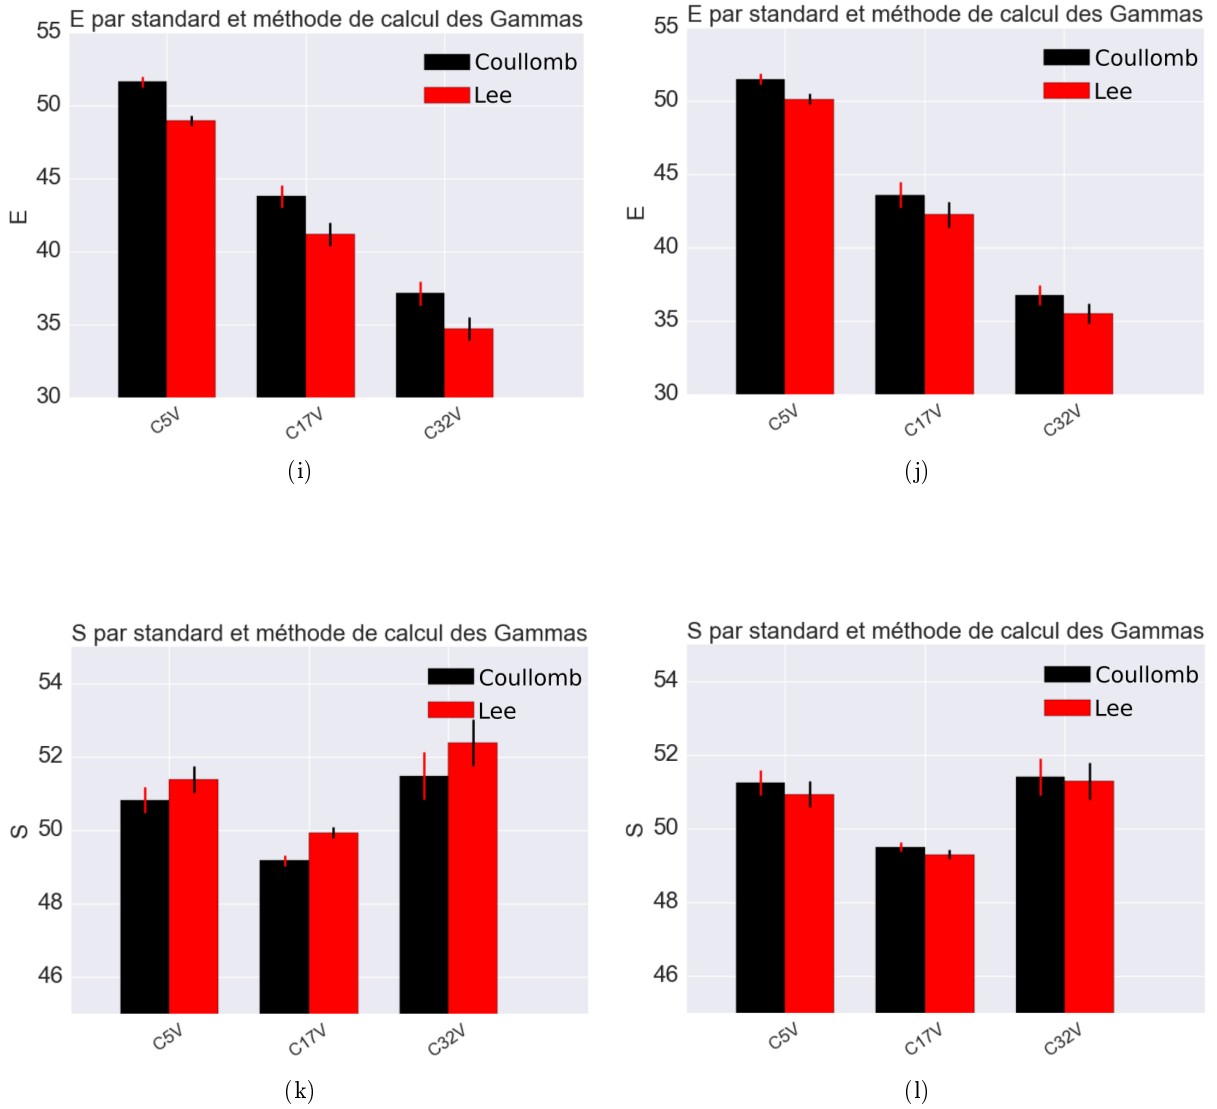 E par standard et méthode de calcul des Gammas
55
50
45
40
35
30
E
Coullomb
Lee
C5V
C17V
C32V
(i)
E par standard et méthode de calcul des Gammas
55
50
45
40
35
30
E
Coullomb
Lee
C5V
C17V
C32V
(j)
S par standard et méthode de calcul des Gammas
54
52
50
48
46
S
Coullomb
Lee
C5V
C17V
C32V
(k)
S par standard et méthode de calcul des Gammas
54
52
50
48
46
S
Coullomb
Lee
C5V
C17V
C32V
(l)